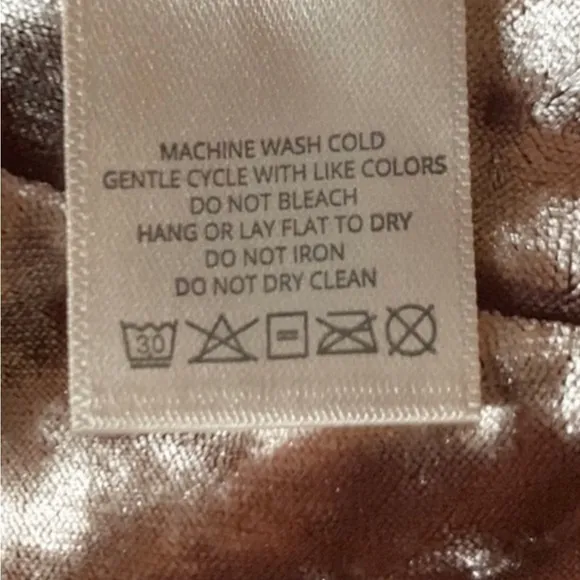 MACHINE WASH COLD
GENTLE CYCLE WITH LIKE COLORS
DO NOT BLEACH
HANG OR LAY FLAT TO DRY
DO NOT IRON
DO NOT DRY CLEAN
30